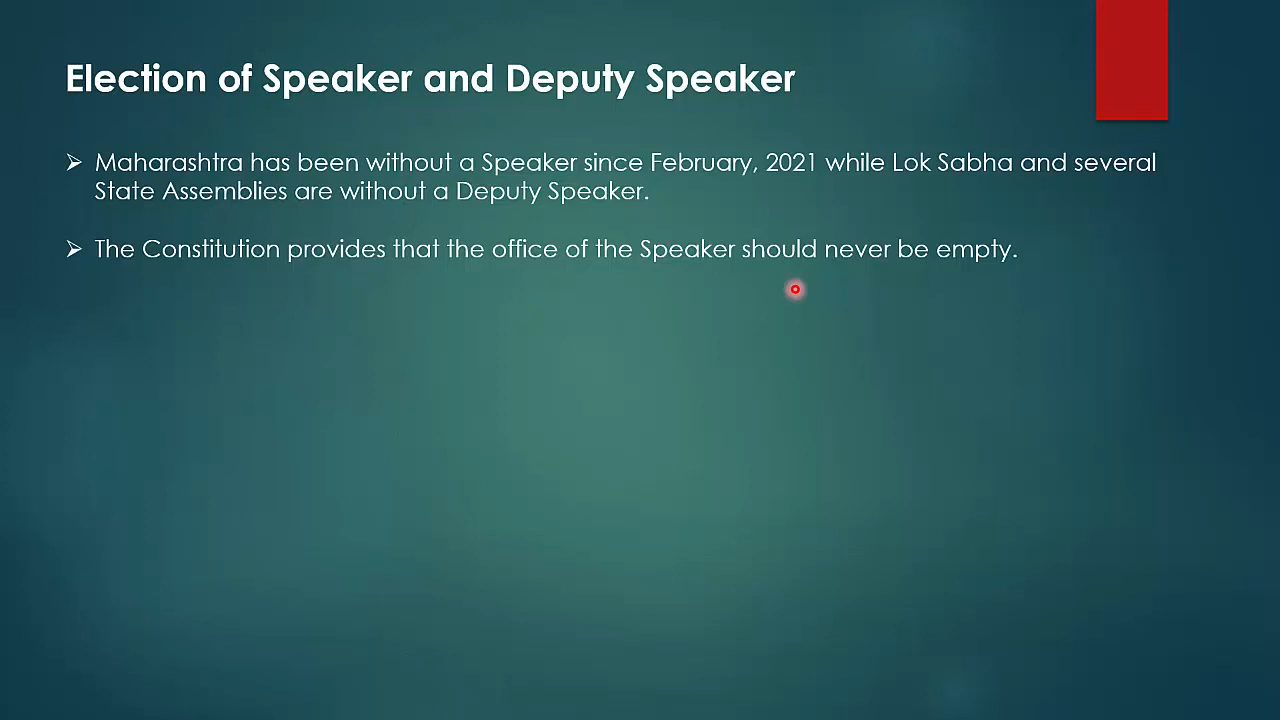 Election of Speaker and Deputy Speaker
Maharashtra has been without a Speaker since February, 2021 while Lok Sabha and several
State Assemblies are without a Deputy Speaker.
The Constitution provides that the office of the Speaker should never be empty.